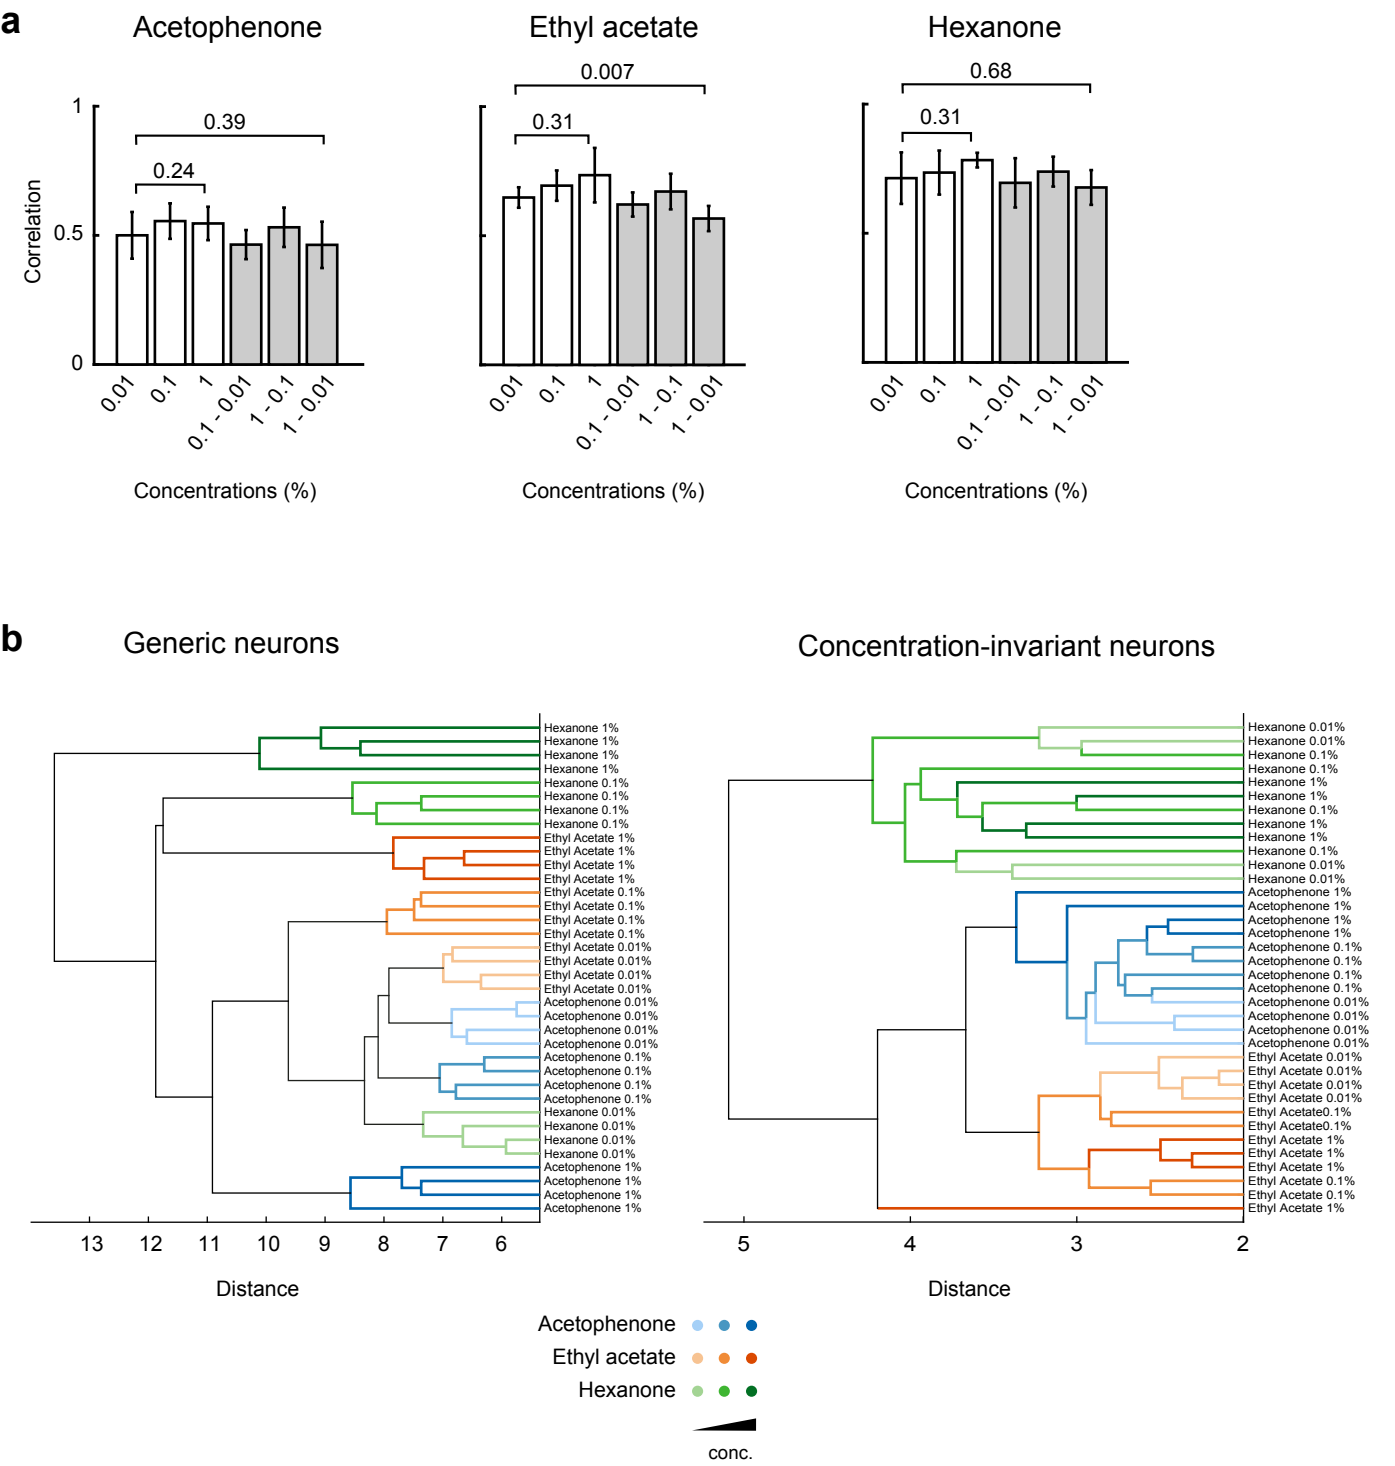 a
Acetophenone
Ethyl acetate
Hexanone
0.39
0.24
0.007
0.31
0.68
0.31
Correlation
1
0.5
0
0.01
0.1
1
0.1 - 0.01
1 - 0.1
1 - 0.01
0.01
0.1
1
0.1 - 0.01
1 - 0.1
1 - 0.01
0.01
0.1
1
0.1 - 0.01
1 - 0.1
1 - 0.01
Concentrations (%)
Concentrations (%)
Concentrations (%)
b
Generic neurons
Hexanone 1%
Hexanone 1%
Hexanone 1%
Hexanone 1%
Hexanone 0.1%
Hexanone 0.1%
Hexanone 0.1%
Hexanone 0.1%
Ethyl Acetate 1%
Ethyl Acetate 1%
Ethyl Acetate 1%
Ethyl Acetate 1%
Ethyl Acetate 0.1%
Ethyl Acetate 0.1%
Ethyl Acetate 0.1%
Ethyl Acetate 0.1%
Ethyl Acetate 0.01%
Ethyl Acetate 0.01%
Ethyl Acetate 0.01%
Ethyl Acetate 0.01%
Acetophenone 0.01%
Acetophenone 0.01%
Acetophenone 0.01%
Acetophenone 0.01%
Acetophenone 0.1%
Acetophenone 0.1%
Acetophenone 0.1%
Acetophenone 0.1%
Hexanone 0.01%
Hexanone 0.01%
Hexanone 0.01%
Hexanone 0.01%
Acetophenone 1%
Acetophenone 1%
Acetophenone 1%
Acetophenone 1%
13 12 11 10 9 8 7 6
Distance
Concentration-invariant neurons
Hexanone 0.01%
Hexanone 0.01%
Hexanone 0.1%
Hexanone 0.1%
Hexanone 1%
Hexanone 1%
Hexanone 0.1%
Hexanone 1%
Hexanone 1%
Hexanone 0.1%
Hexanone 0.01%
Hexanone 0.01%
Acetophenone 1%
Acetophenone 1%
Acetophenone 1%
Acetophenone 1%
Acetophenone 0.1%
Acetophenone 0.1%
Acetophenone 0.1%
Acetophenone 0.1%
Acetophenone 0.01%
Acetophenone 0.01%
Acetophenone 0.01%
Acetophenone 0.01%
Ethyl Acetate 0.01%
Ethyl Acetate 0.01%
Ethyl Acetate 0.01%
Ethyl Acetate 0.01%
Ethyl Acetate0.1%
Ethyl Acetate0.1%
Ethyl Acetate 1%
Ethyl Acetate 1%
Ethyl Acetate 1%
Ethyl Acetate 0.1%
Ethyl Acetate 0.1%
Ethyl Acetate 1%
5 4 3 2
Distance
Acetophenone
Ethyl acetate
Hexanone
conc.